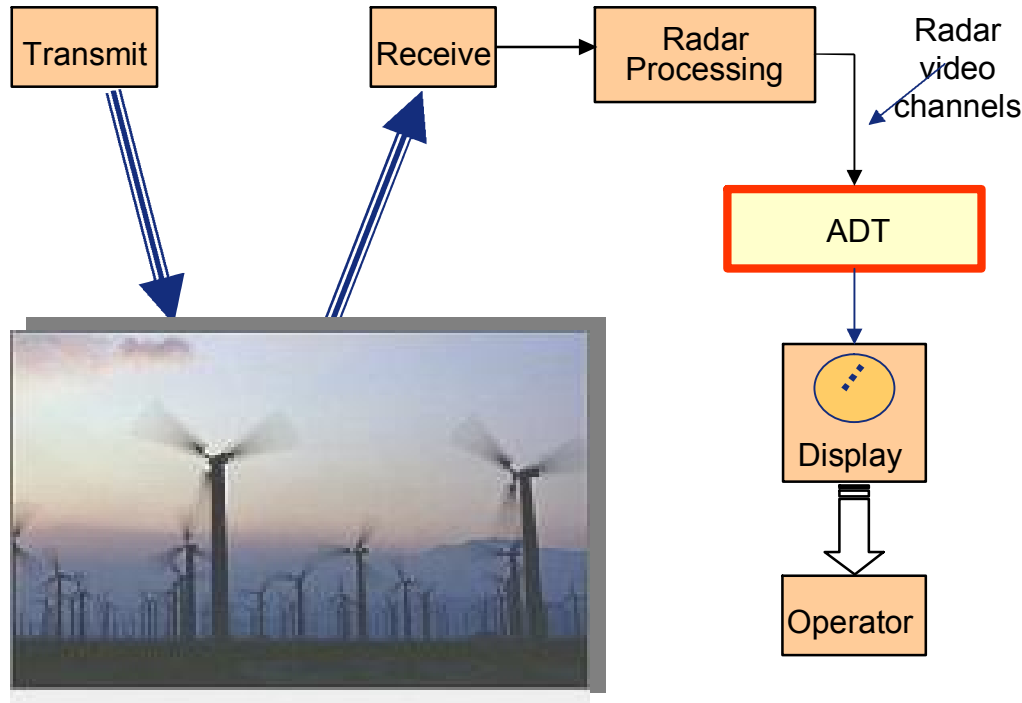 Transmit
Receive
Radar
Processing
Radar
video
channels
ADT
Display
Operator